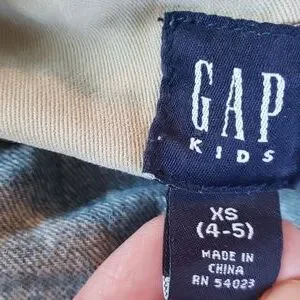 GAP
KIDS
XS
(4-5)
MADE IN
CHINA
RN 54023